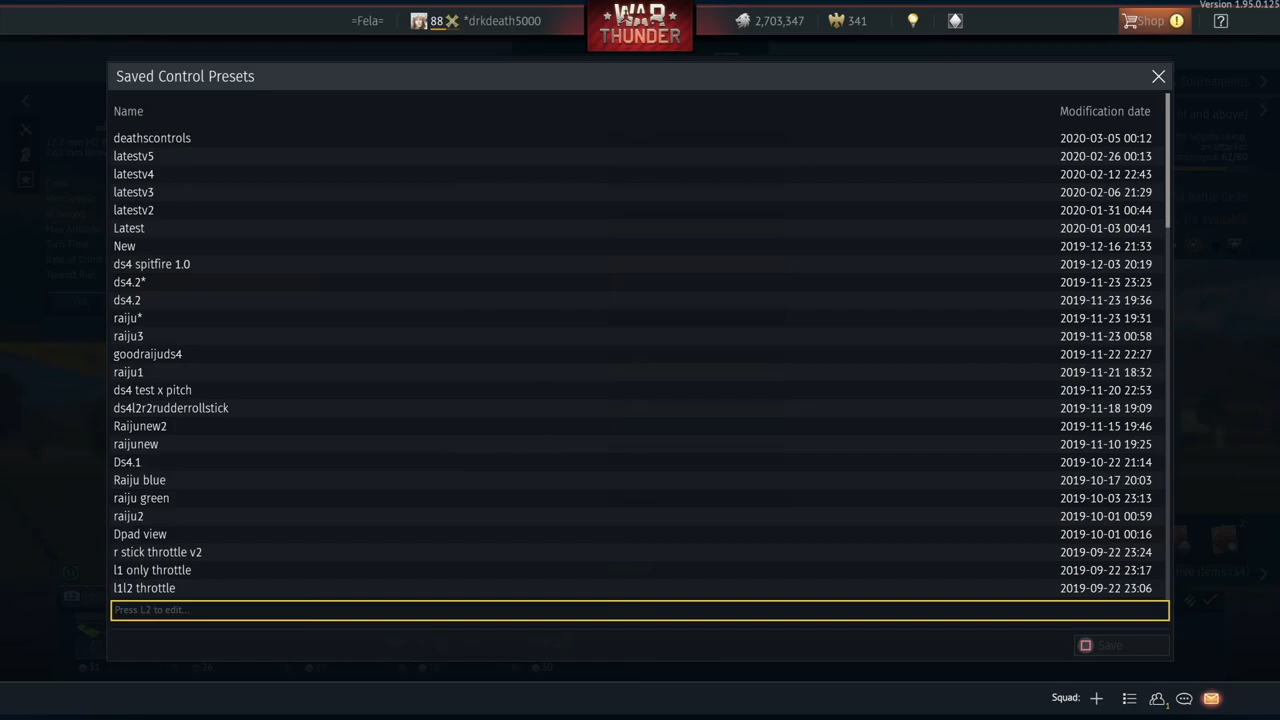 Version 1.95.0.125
=Fela= 88 *drkdeath5000 WAR THUNDER 2,703,347 341 Shop
Saved Control Presets
Name Modification date
deathscontrols 2020-03-05 00:12
latestv5 2020-02-26 00:13
latestv4 2020-02-12 22:43
latestv3 2020-02-06 21:29
latestv2 2020-01-31 00:44
Latest 2020-01-03 00:41
New 2019-12-16 21:33
ds4 spitfire 1.0 2019-12-03 20:19
ds4.2* 2019-11-23 23:23
ds4.2 2019-11-23 19:36
raiju* 2019-11-23 19:31
raiju3 2019-11-23 00:58
goodraijuds4 2019-11-22 22:27
raiju1 2019-11-21 18:32
ds4 test x pitch 2019-11-20 22:53
ds4l2r2rudderrollstick 2019-11-18 19:09
Raijunew2 2019-11-15 19:46
raijunew 2019-11-10 19:25
Ds4.1 2019-10-22 21:14
Raiju blue 2019-10-17 20:03
raiju green 2019-10-03 23:13
raiju2 2019-10-01 00:59
Dpad view 2019-10-01 00:16
r stick throttle v2 2019-09-22 23:24
l1 only throttle 2019-09-22 23:17
l1l2 throttle 2019-09-22 23:06
Press L2 to edit...
Save
Squad: 1